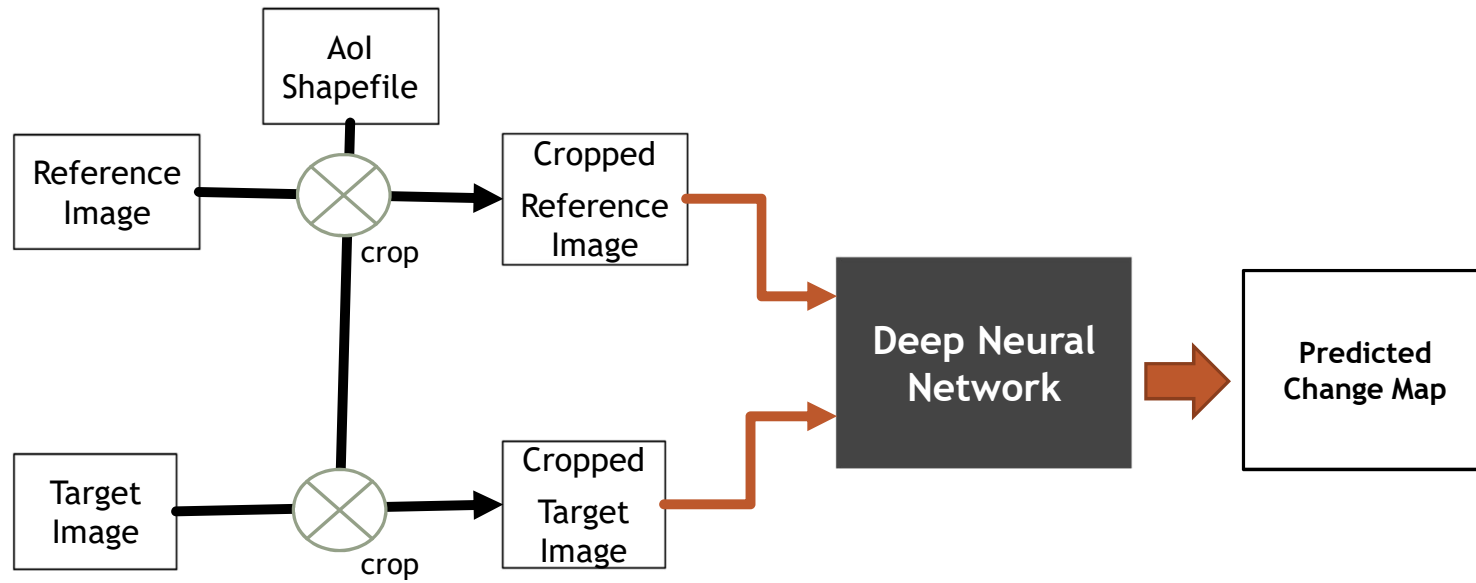 AoI
Shapefile
Reference
Image
crop
Cropped
Reference
Image
Deep Neural
Network
Predicted
Change Map
Target
Image
crop
Cropped
Target
Image